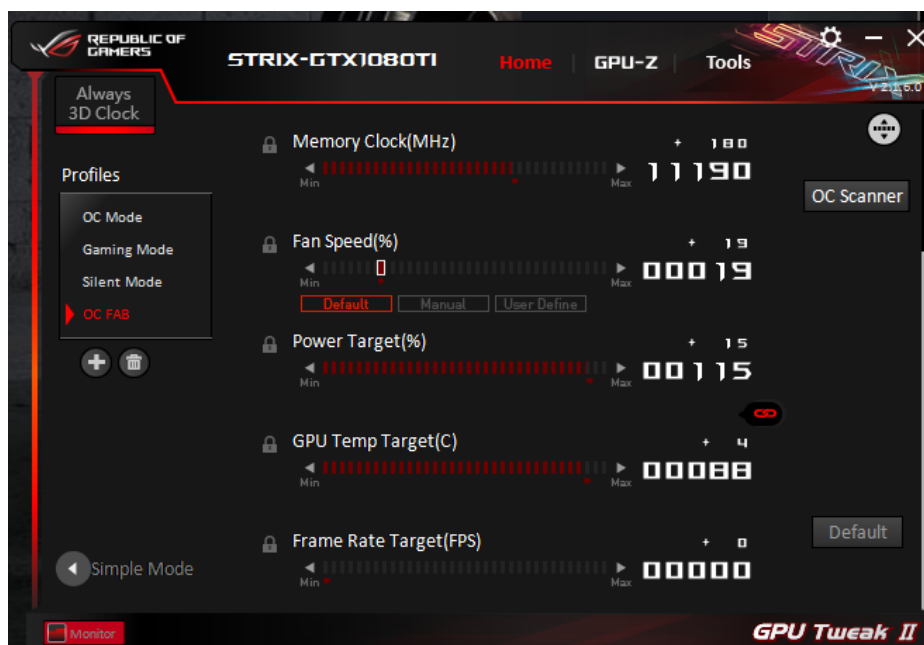 REPUBLIC OF
GAMERS
STRIX-GTX1080TI
Home
GPU-Z
Tools
V 2.1.6.0
Always
3D Clock
Profiles
OC Mode
Gaming Mode
Silent Mode
OC FAB
Simple Mode
Monitor
Memory Clock(MHz)
+ 180
Min
Max
11190
Fan Speed(%)
+ 19
Min
Max
00019
Default
Manual
User Define
Power Target(%)
+ 15
Min
Max
00115
GPU Temp Target(C)
+ 4
Min
Max
00088
Frame Rate Target(FPS)
+ 0
Min
Max
00000
OC Scanner
Default
STRIX
GPU Tweak II